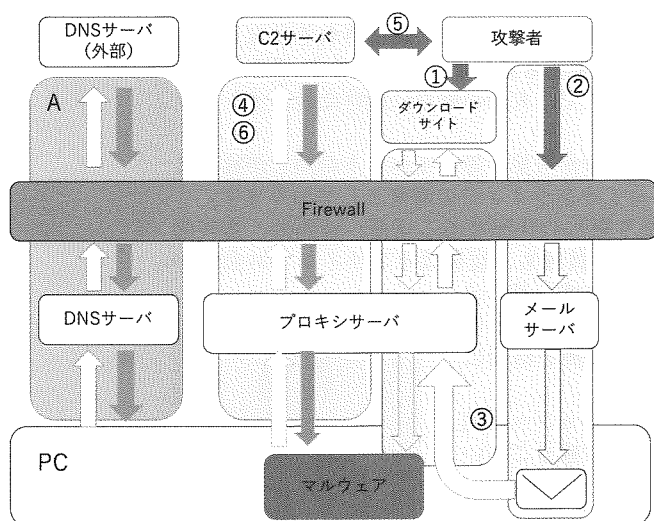 DNSサーバ
(外部)
C2サーバ
⑤
攻撃者
A
④
⑥
①
②
ダウンロード
サイト
Firewall
DNSサーバ
プロキシサーバ
メール
サーバ
③
PC
マルウェア